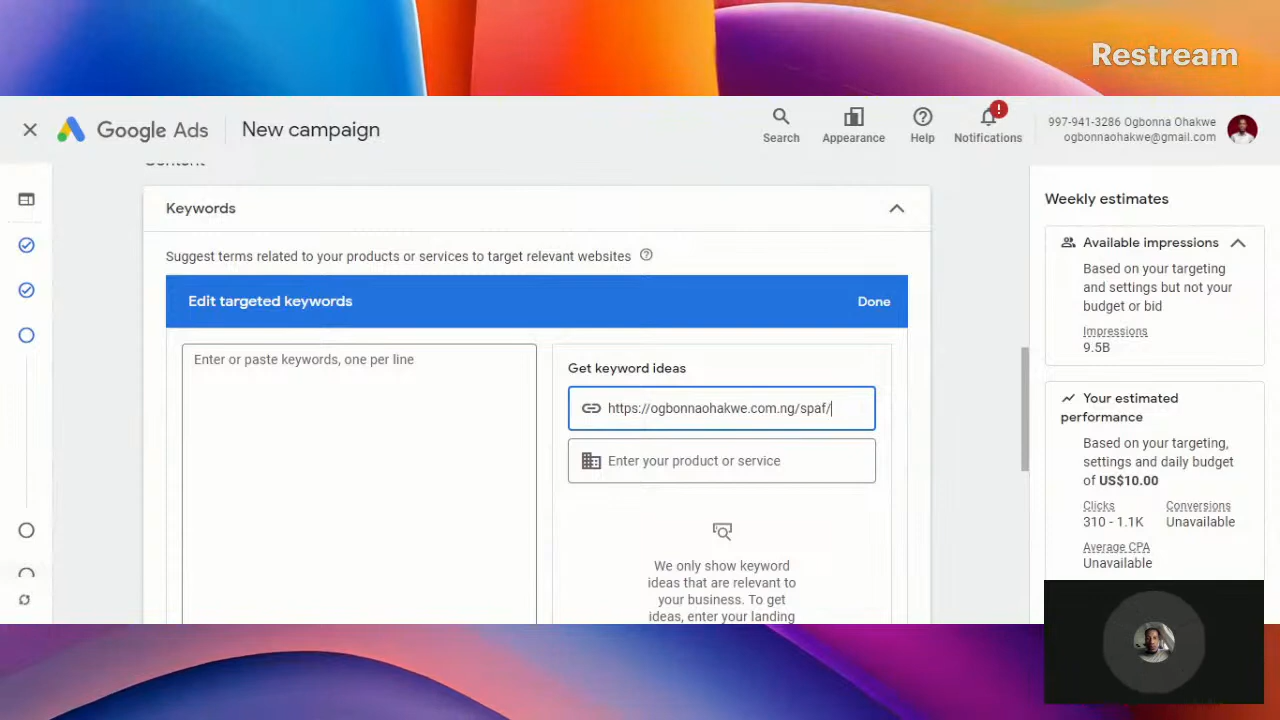 Restream
Google Ads
New campaign
Search
Appearance
Help
!
Notifications
997-941-3286 Ogbonna Ohakwe
ogbonnaohakwe@gmail.com
Content
Keywords
Suggest terms related to your products or services to target relevant websites
Edit targeted keywords
Done
Enter or paste keywords, one per line
Get keyword ideas
https://ogbonnaohakwe.com.ng/spaf/
Enter your product or service
We only show keyword
ideas that are relevant to
your business. To get
ideas, enter your landing
Weekly estimates
Available impressions
Based on your targeting
and settings but not your
budget or bid
Impressions
9.5B
Your estimated
performance
Based on your targeting,
settings and daily budget
of US$10.00
Clicks
310 - 1.1K
Conversions
Unavailable
Average CPA
Unavailable